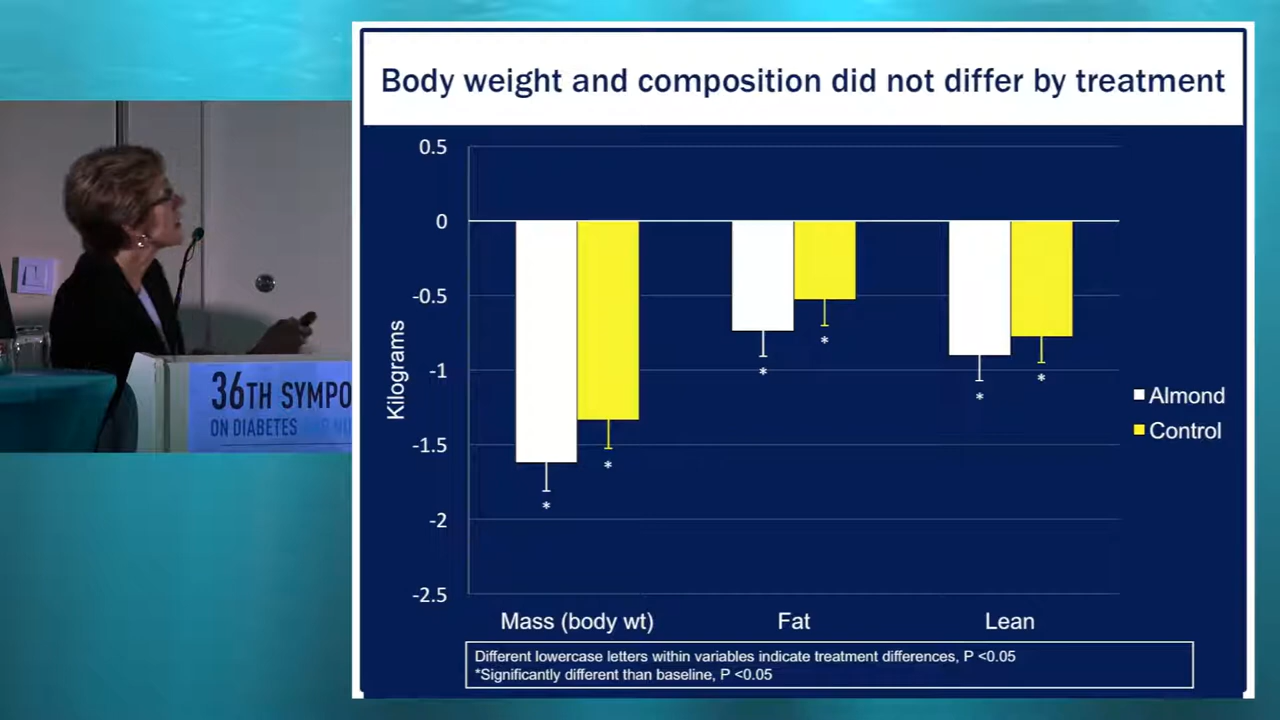 Body weight and composition did not differ by treatment
0.5
0
-0.5
-1
-1.5
-2
-2.5
Kilograms
* * * * * *
Almond
Control
Mass (body wt) Fat Lean
Different lowercase letters within variables indicate treatment differences, P <0.05
*Significantly different than baseline, P <0.05
36TH SYMPO
ON DIABETES AND NU